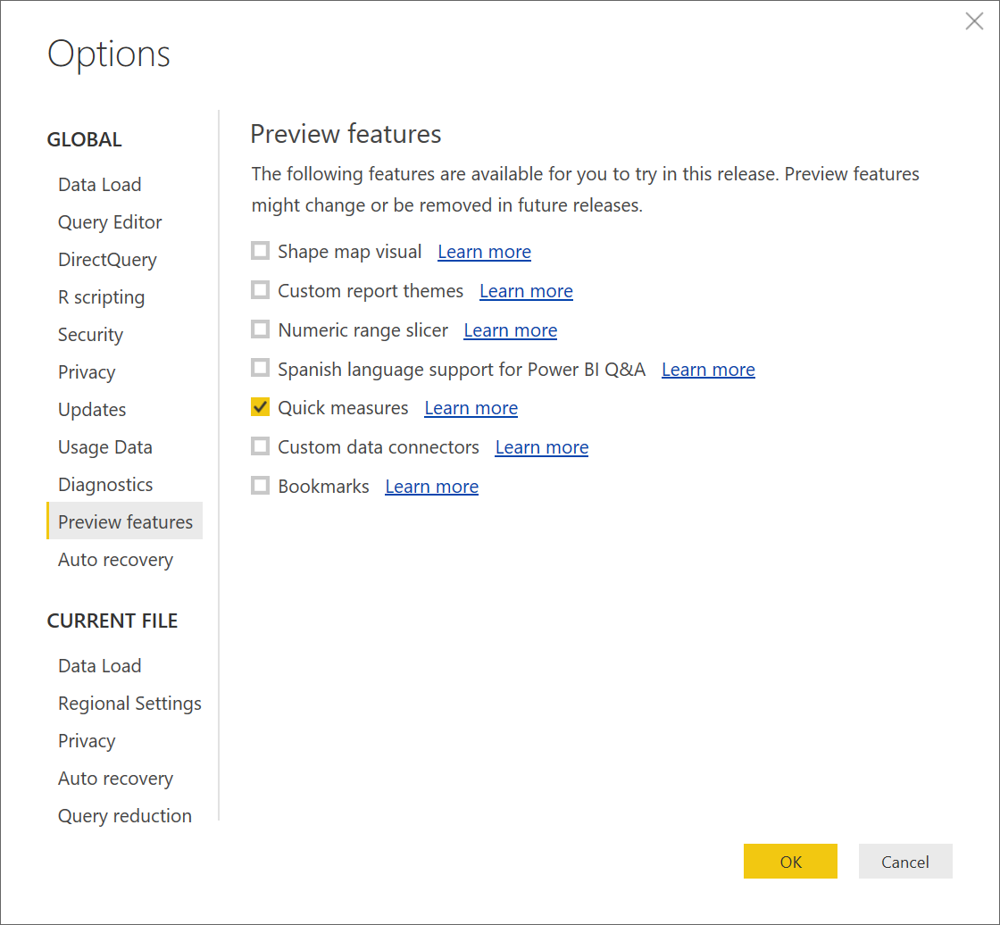 Options
GLOBAL
Data Load
Query Editor
DirectQuery
R scripting
Security
Privacy
Updates
Usage Data
Diagnostics
Preview features
Auto recovery
CURRENT FILE
Data Load
Regional Settings
Privacy
Auto recovery
Query reduction
Preview features
The following features are available for you to try in this release. Preview features
might change or be removed in future releases.
Shape map visual Learn more
Custom report themes Learn more
Numeric range slicer Learn more
Spanish language support for Power BI Q&A Learn more
Quick measures Learn more
Custom data connectors Learn more
Bookmarks Learn more
OK Cancel